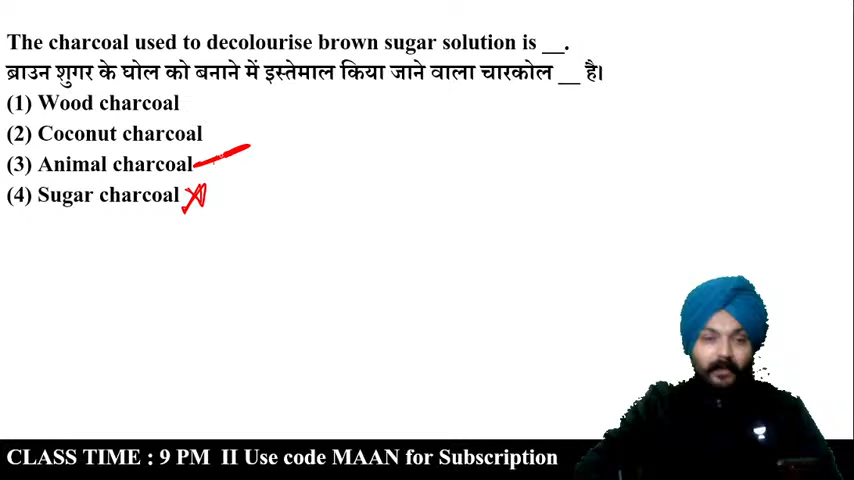 The charcoal used to decolourise brown sugar solution is __.
ब्राउन शुगर के घोल को बनाने में इस्तेमाल किया जाने वाला चारकोल __ है।
(1) Wood charcoal
(2) Coconut charcoal
(3) Animal charcoal
(4) Sugar charcoal
CLASS TIME : 9 PM II Use code MAAN for Subscription